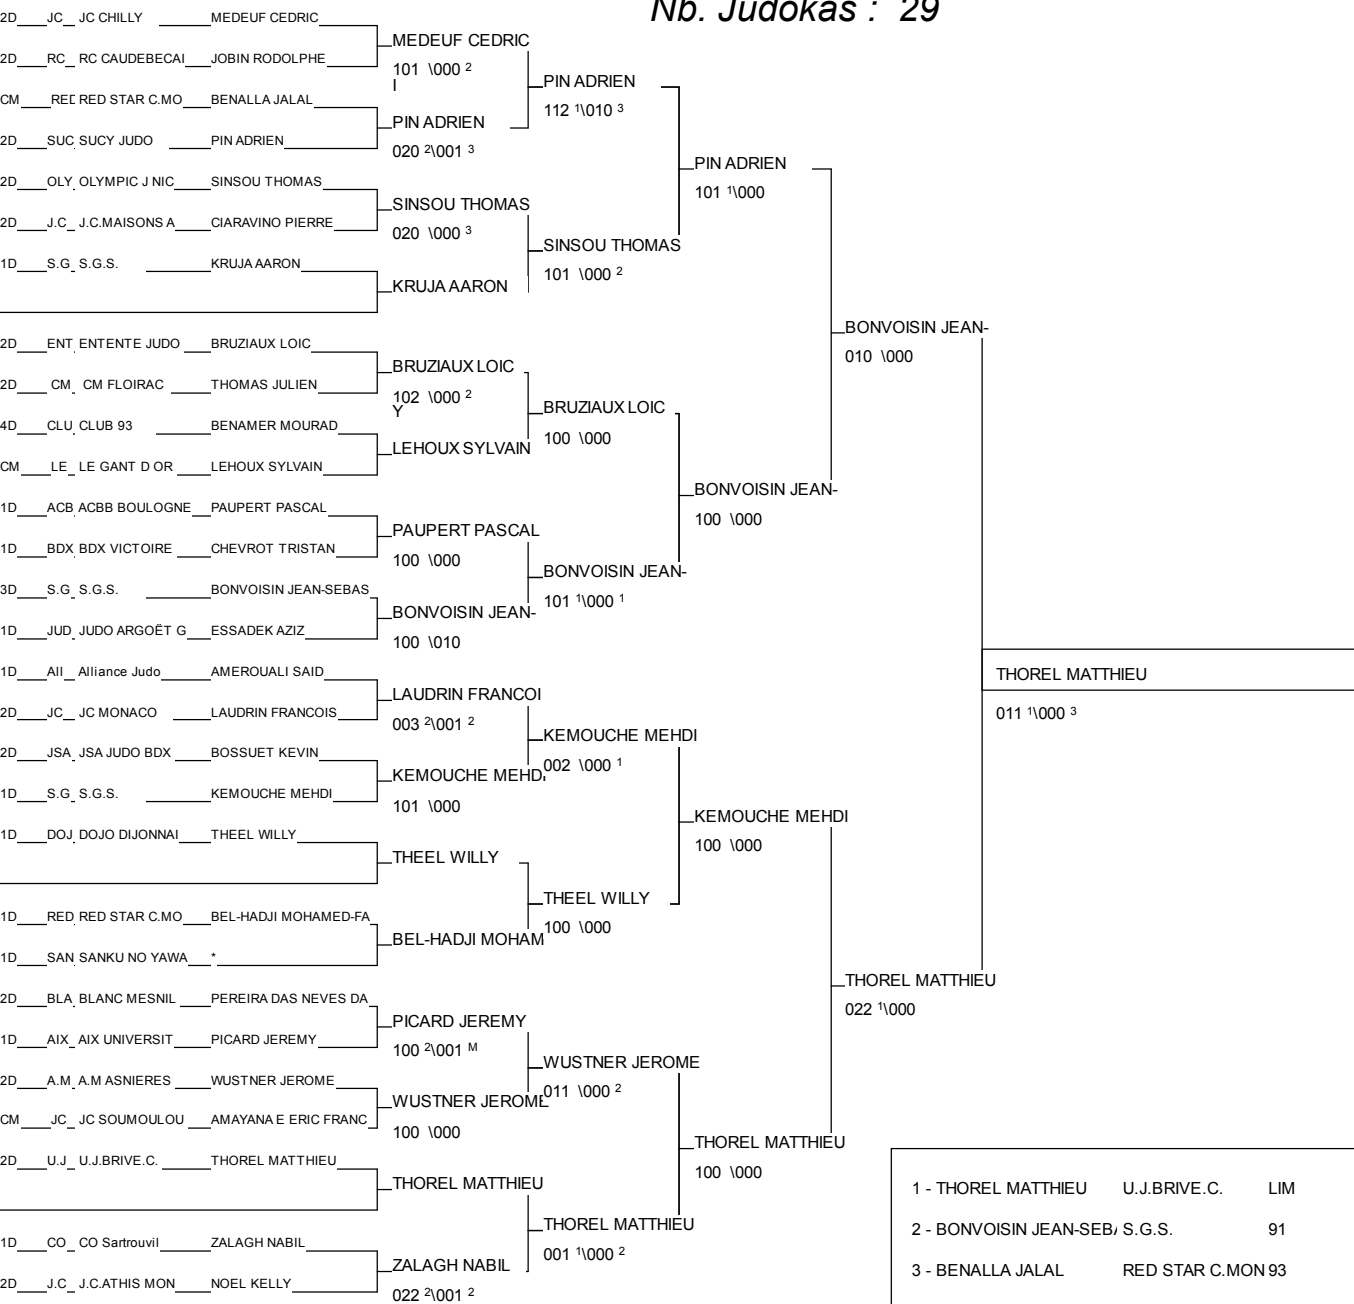 Nb. Judokas : 29
2D JC JC CHILLY MEDEUF CEDRIC
MEDEUF CEDRIC
2D RC RC CAUDEBECAI JOBIN RODOLPHE
101 \000 2
I
PIN ADRIEN
CM RED RED STAR C.MO BENALLA JALAL
112 1\010 3
PIN ADRIEN
2D SUC SUCY JUDO PIN ADRIEN
020 2\001 3
PIN ADRIEN
2D OLY OLYMPIC J NIC SINSOU THOMAS
101 1\000
SINSOU THOMAS
2D J.C J.C.MAISONS A CIARAVINO PIERRE
020 \000 3
SINSOU THOMAS
1D S.G S.G.S. KRUJA AARON
101 \000 2
KRUJA AARON
BONVOISIN JEAN-
2D ENT ENTENTE JUDO BRUZIAUX LOIC
010 \000
BRUZIAUX LOIC
2D CM CM FLOIRAC THOMAS JULIEN
102 \000 2
Y
BRUZIAUX LOIC
4D CLU CLUB 93 BENAMER MOURAD
100 \000
LEHOUX SYLVAIN
CM LE LE GANT D OR LEHOUX SYLVAIN
BONVOISIN JEAN-
1D ACB ACBB BOULOGNE PAUPERT PASCAL
100 \000
PAUPERT PASCAL
1D BDX BDX VICTOIRE CHEVROT TRISTAN
100 \000
BONVOISIN JEAN-
3D S.G S.G.S. BONVOISIN JEAN-SEBAS
101 1\000 1
BONVOISIN JEAN-
1D JUD JUDO ARGOËT G ESSADEK AZIZ
100 \010
1D All Alliance Judo AMEROUALI SAID
THOREL MATTHIEU
LAUDRIN FRANCOI
2D JC JC MONACO LAUDRIN FRANCOIS
011 1\000 3
003 2\001 2
KEMOUCHE MEHDI
2D JSA JSA JUDO BDX BOSSUET KEVIN
002 \000 1
KEMOUCHE MEHDI
1D S.G S.G.S. KEMOUCHE MEHDI
101 \000
KEMOUCHE MEHDI
1D DOJ DOJO DIJONNAI THEEL WILLY
100 \000
THEEL WILLY
THEEL WILLY
1D RED RED STAR C.MO BEL-HADJI MOHAMED-FA
100 \000
BEL-HADJI MOHAM
1D SAN SANKU NO YAWA *
THOREL MATTHIEU
2D BLA BLANC MESNIL PEREIRA DAS NEVES DA
022 1\000
PICARD JEREMY
1D AIX AIX UNIVERSIT PICARD JEREMY
100 2\001 M
WUSTNER JEROME
2D A.M A.M ASNIERES WUSTNER JEROME
011 \000 2
WUSTNER JEROME
CM JC JC SOUMOULOU AMAYANA E ERIC FRANC
100 \000
THOREL MATTHIEU
2D U.J U.J.BRIVE.C. THOREL MATTHIEU
100 \000
THOREL MATTHIEU
THOREL MATTHIEU
1D CO CO Sartrouvil ZALAGH NABIL
001 1\000 2
ZALAGH NABIL
2D J.C J.C.ATHIS MON NOEL KELLY
022 2\001 2
1 - THOREL MATTHIEU U.J.BRIVE.C. LIM
2 - BONVOISIN JEAN-SEBA S.G.S. 91
3 - BENALLA JALAL RED STAR C.MON 93